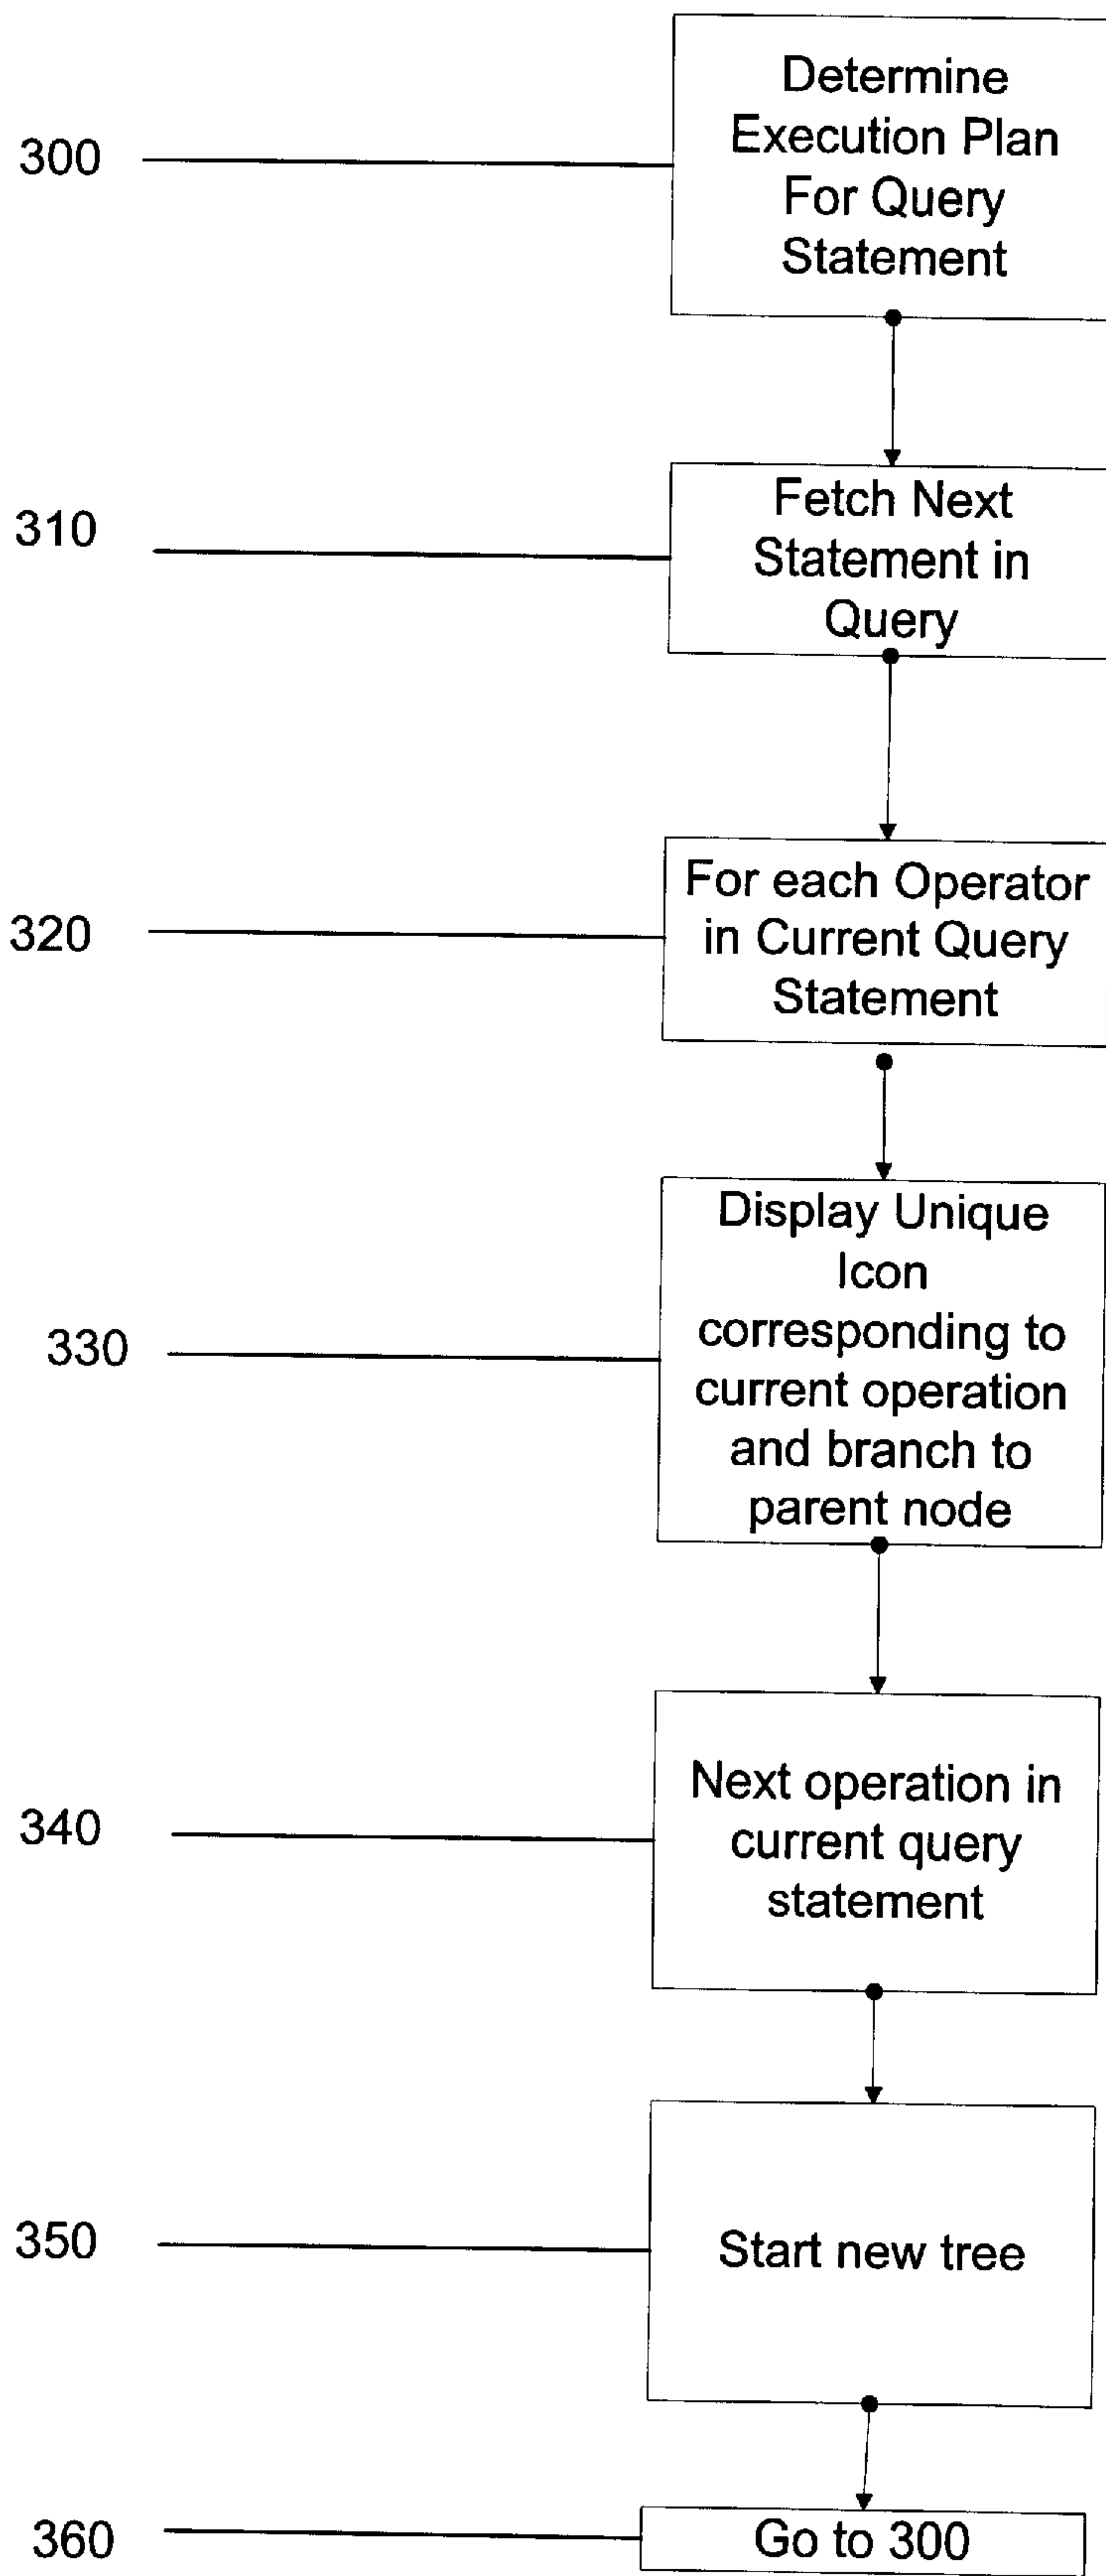 300
Determine
Execution Plan
For Query
Statement
310
Fetch Next
Statement in
Query
320
For each Operator
in Current Query
Statement
330
Display Unique
Icon
corresponding to
current operation
and branch to
parent node
340
Next operation in
current query
statement
350
Start new tree
360
Go to 300